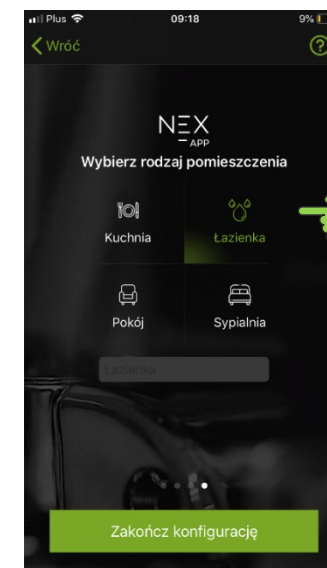 Plus 09:18 9%
Wróć ?
NEX
APP
Wybierz rodzaj pomieszczenia
Kuchnia Łazienka
Pokój Sypialnia
Łazienka
Zakończ konfigurację